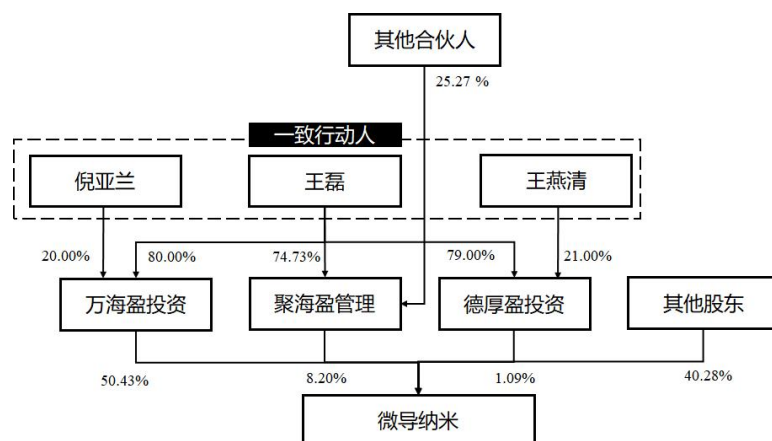 其他合伙人
25.27 %
一致行动人
倪亚兰
王磊
王燕清
20.00%
80.00%
74.73%
79.00%
21.00%
万海盈投资
聚海盈管理
德厚盈投资
其他股东
50.43%
8.20%
1.09%
40.28%
微导纳米